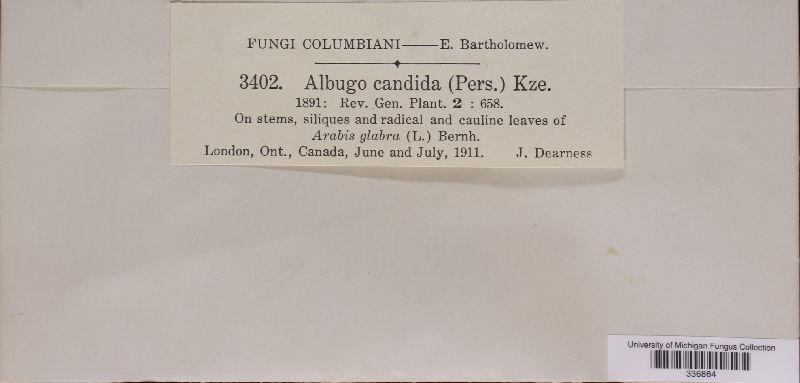 FUNGI COLUMBIANI——E. Bartholomew.
3402. Albugo candida (Pers.) Kze.
1891: Rev. Gen. Plant. 2 : 658.
On stems, siliques and radical and cauline leaves of
Arabis glabra (L.) Bernh.
London, Ont., Canada, June and July, 1911. J. Dearness
University of Michigan Fungus Collection
336864